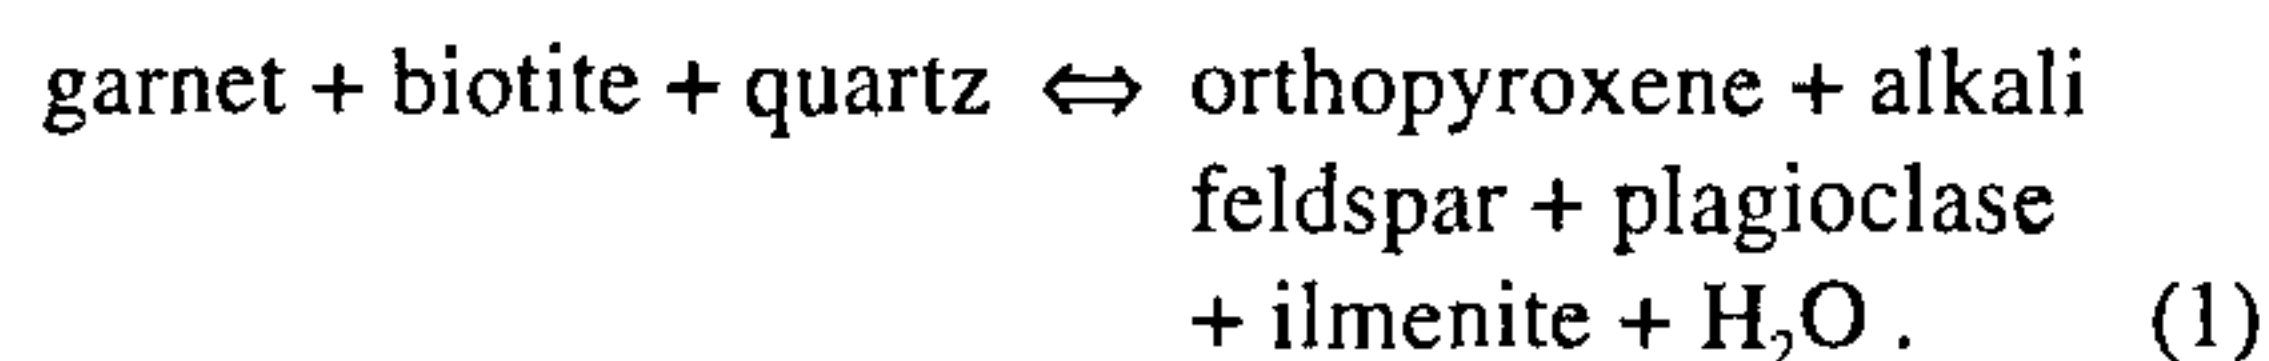 garnet + biotite + quartz ⇔ orthopyroxene + alkali
feldspar + plagioclase
+ ilmenite + H₂O . (1)